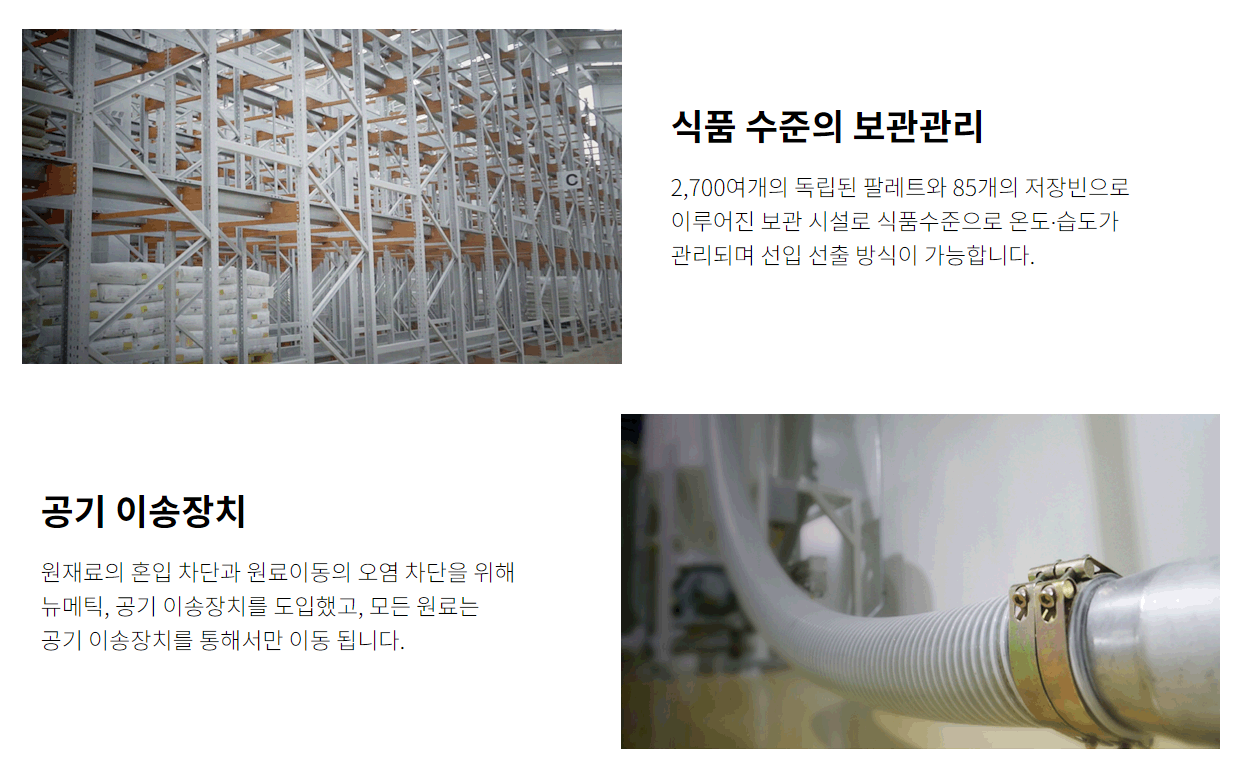 C
식품 수준의 보관관리
2,700여개의 독립된 팔레트와 85개의 저장빈으로
이루어진 보관 시설로 식품수준으로 온도·습도가
관리되며 선입 선출 방식이 가능합니다.
공기 이송장치
원재료의 혼입 차단과 원료이동의 오염 차단을 위해
뉴메틱, 공기 이송장치를 도입했고, 모든 원료는
공기 이송장치를 통해서만 이동 됩니다.